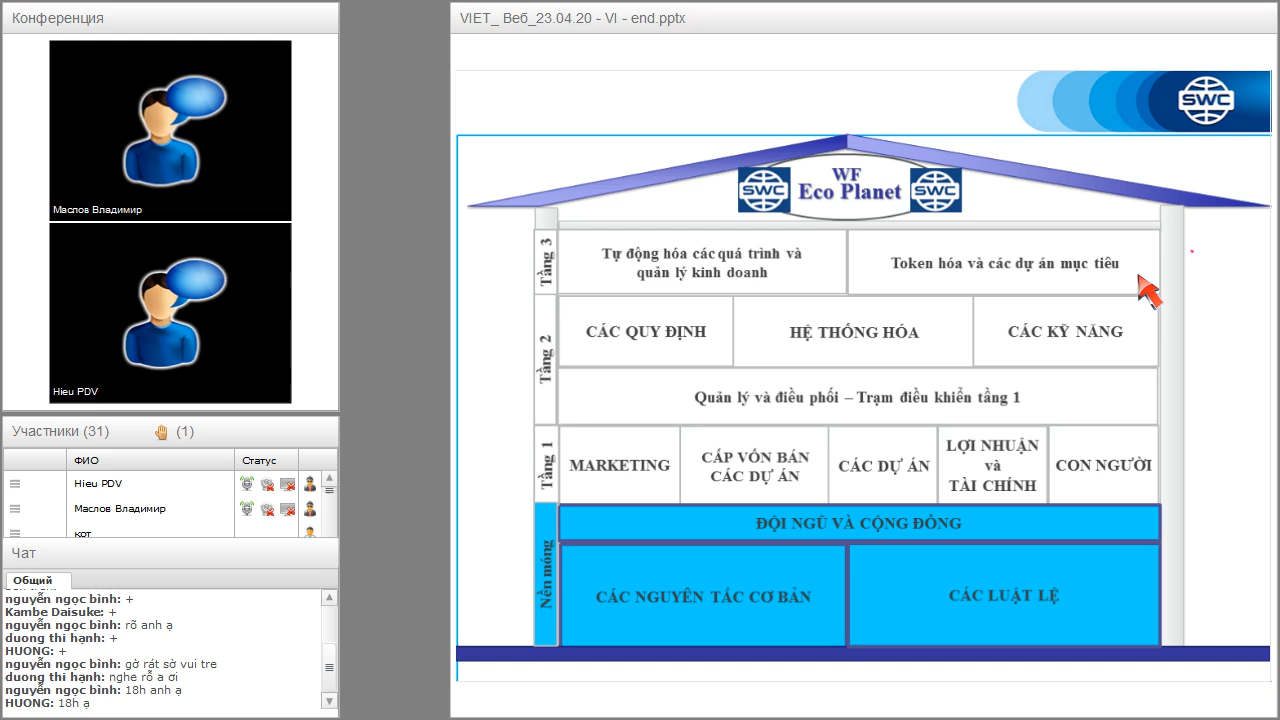 Конференция
Маслов Владимир
Hieu PDV
Участники (31)
(1)
ФИО
Статус
Hieu PDV
Маслов Владимир
кот
Чат
Общий
nguyễn ngọc bình: +
Kambe Daisuke: +
nguyễn ngọc bình: rõ anh ạ
duong thi hạnh: +
HUONG: +
nguyễn ngọc bình: gờ rát sờ vui tre
duong thi hạnh: nghe rỗ a ơi
nguyễn ngọc bình: 18h anh ạ
HUONG: 18h ạ
VIET_ Веб_23.04.20 - VI - end.pptx
SWC
SWC
WF
Eco Planet
SWC
Tầng 3
Tự động hóa các quá trình và
quản lý kinh doanh
Token hóa và các dự án mục tiêu
Tầng 2
CÁC QUY ĐỊNH
HỆ THỐNG HÓA
CÁC KỸ NĂNG
Quản lý và điều phối – Trạm điều khiển tầng 1
Tầng 1
MARKETING
CẤP VỐN BÁN
CÁC DỰ ÁN
CÁC DỰ ÁN
LỢI NHUẬN
và
TÀI CHÍNH
CON NGƯỜI
Nền móng
ĐỘI NGŨ VÀ CỘNG ĐỒNG
CÁC NGUYÊN TẮC CƠ BẢN
CÁC LUẬT LỆ